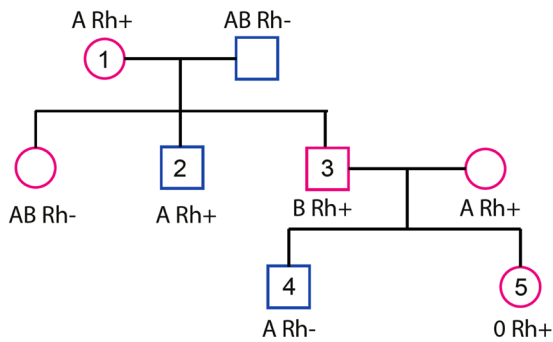 A Rh+
AB Rh-
1
2
3
AB Rh-
A Rh+
B Rh+
A Rh+
4
5
A Rh-
0 Rh+